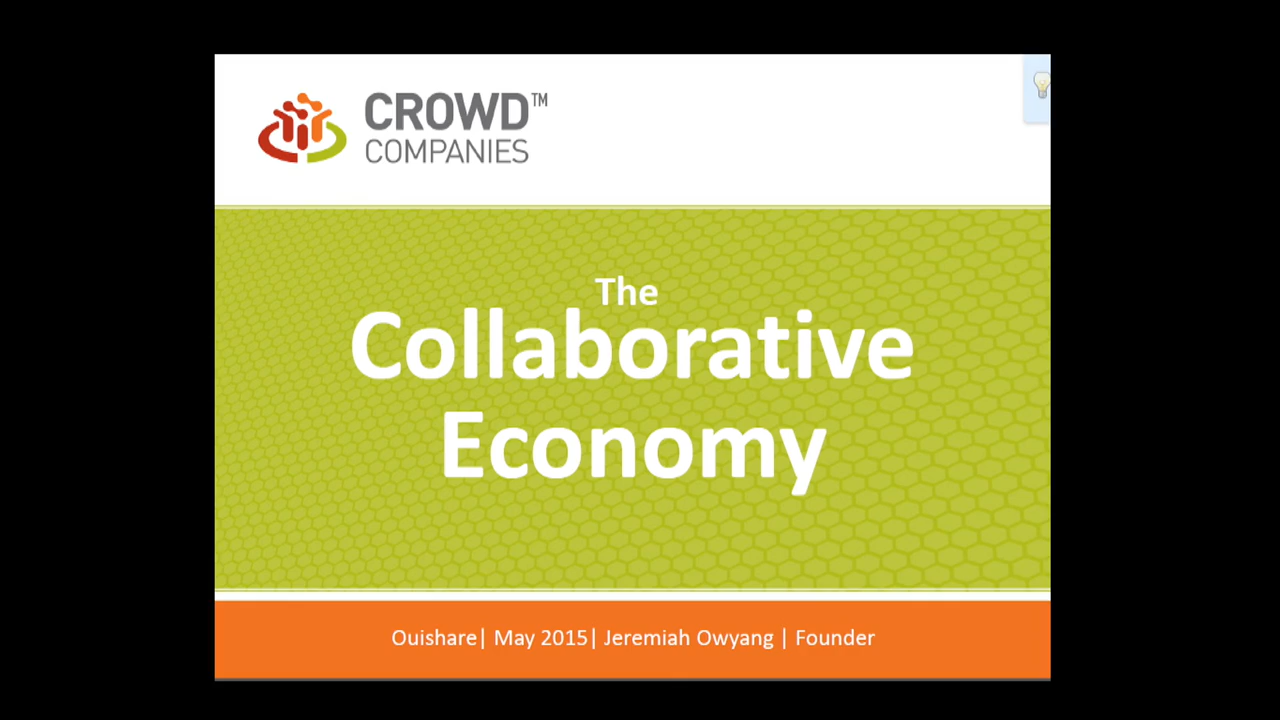 CROWD™
COMPANIES
The
Collaborative
Economy
Ouishare| May 2015| Jeremiah Owyang | Founder